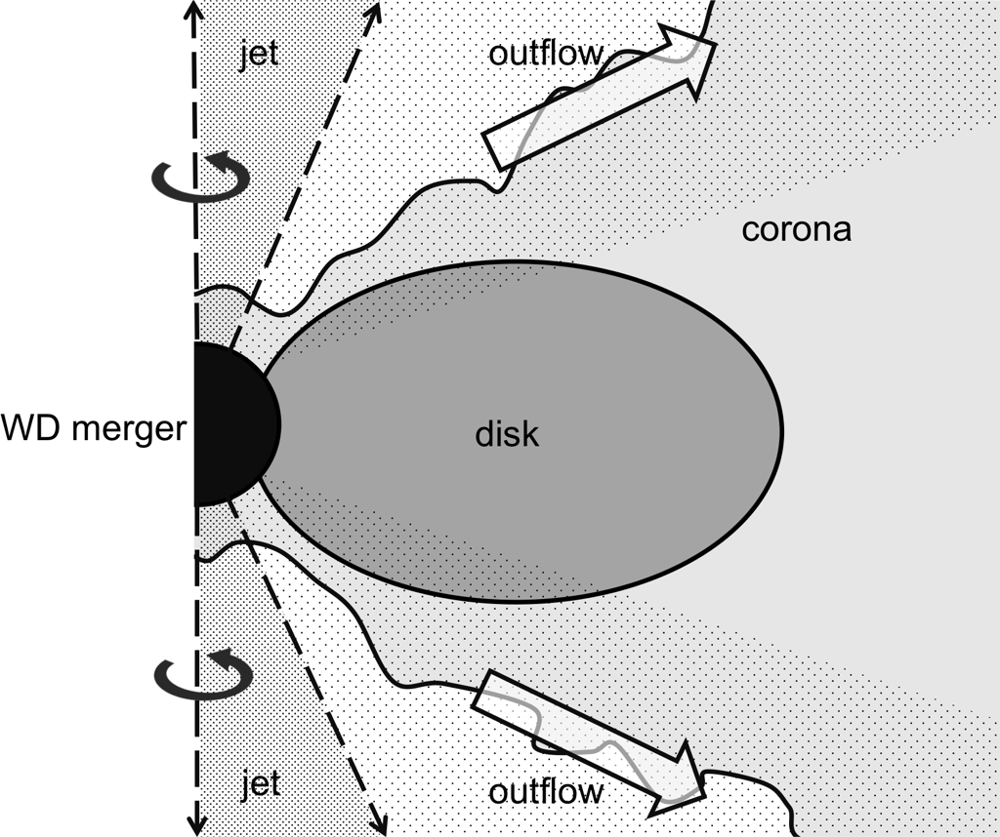 jet
outflow
corona
WD merger
disk
jet
outflow